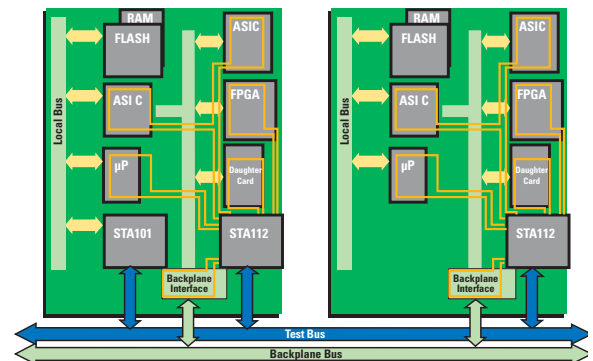 RAM
FLASH
ASIC
Local Bus
ASI C
FPGA
µP
Daughter
Card
STA101
STA112
Backplane
Interface
RAM
FLASH
ASIC
Local Bus
ASI C
FPGA
µP
Daughter
Card
STA112
Backplane
Interface
Test Bus
Backplane Bus